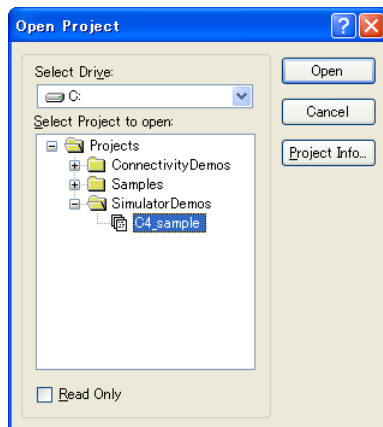 Open Project
Select Drive:
C:
Select Project to open:
Projects
ConnectivityDemos
Samples
SimulatorDemos
C4_sample
Read Only
Open
Cancel
Project Info...